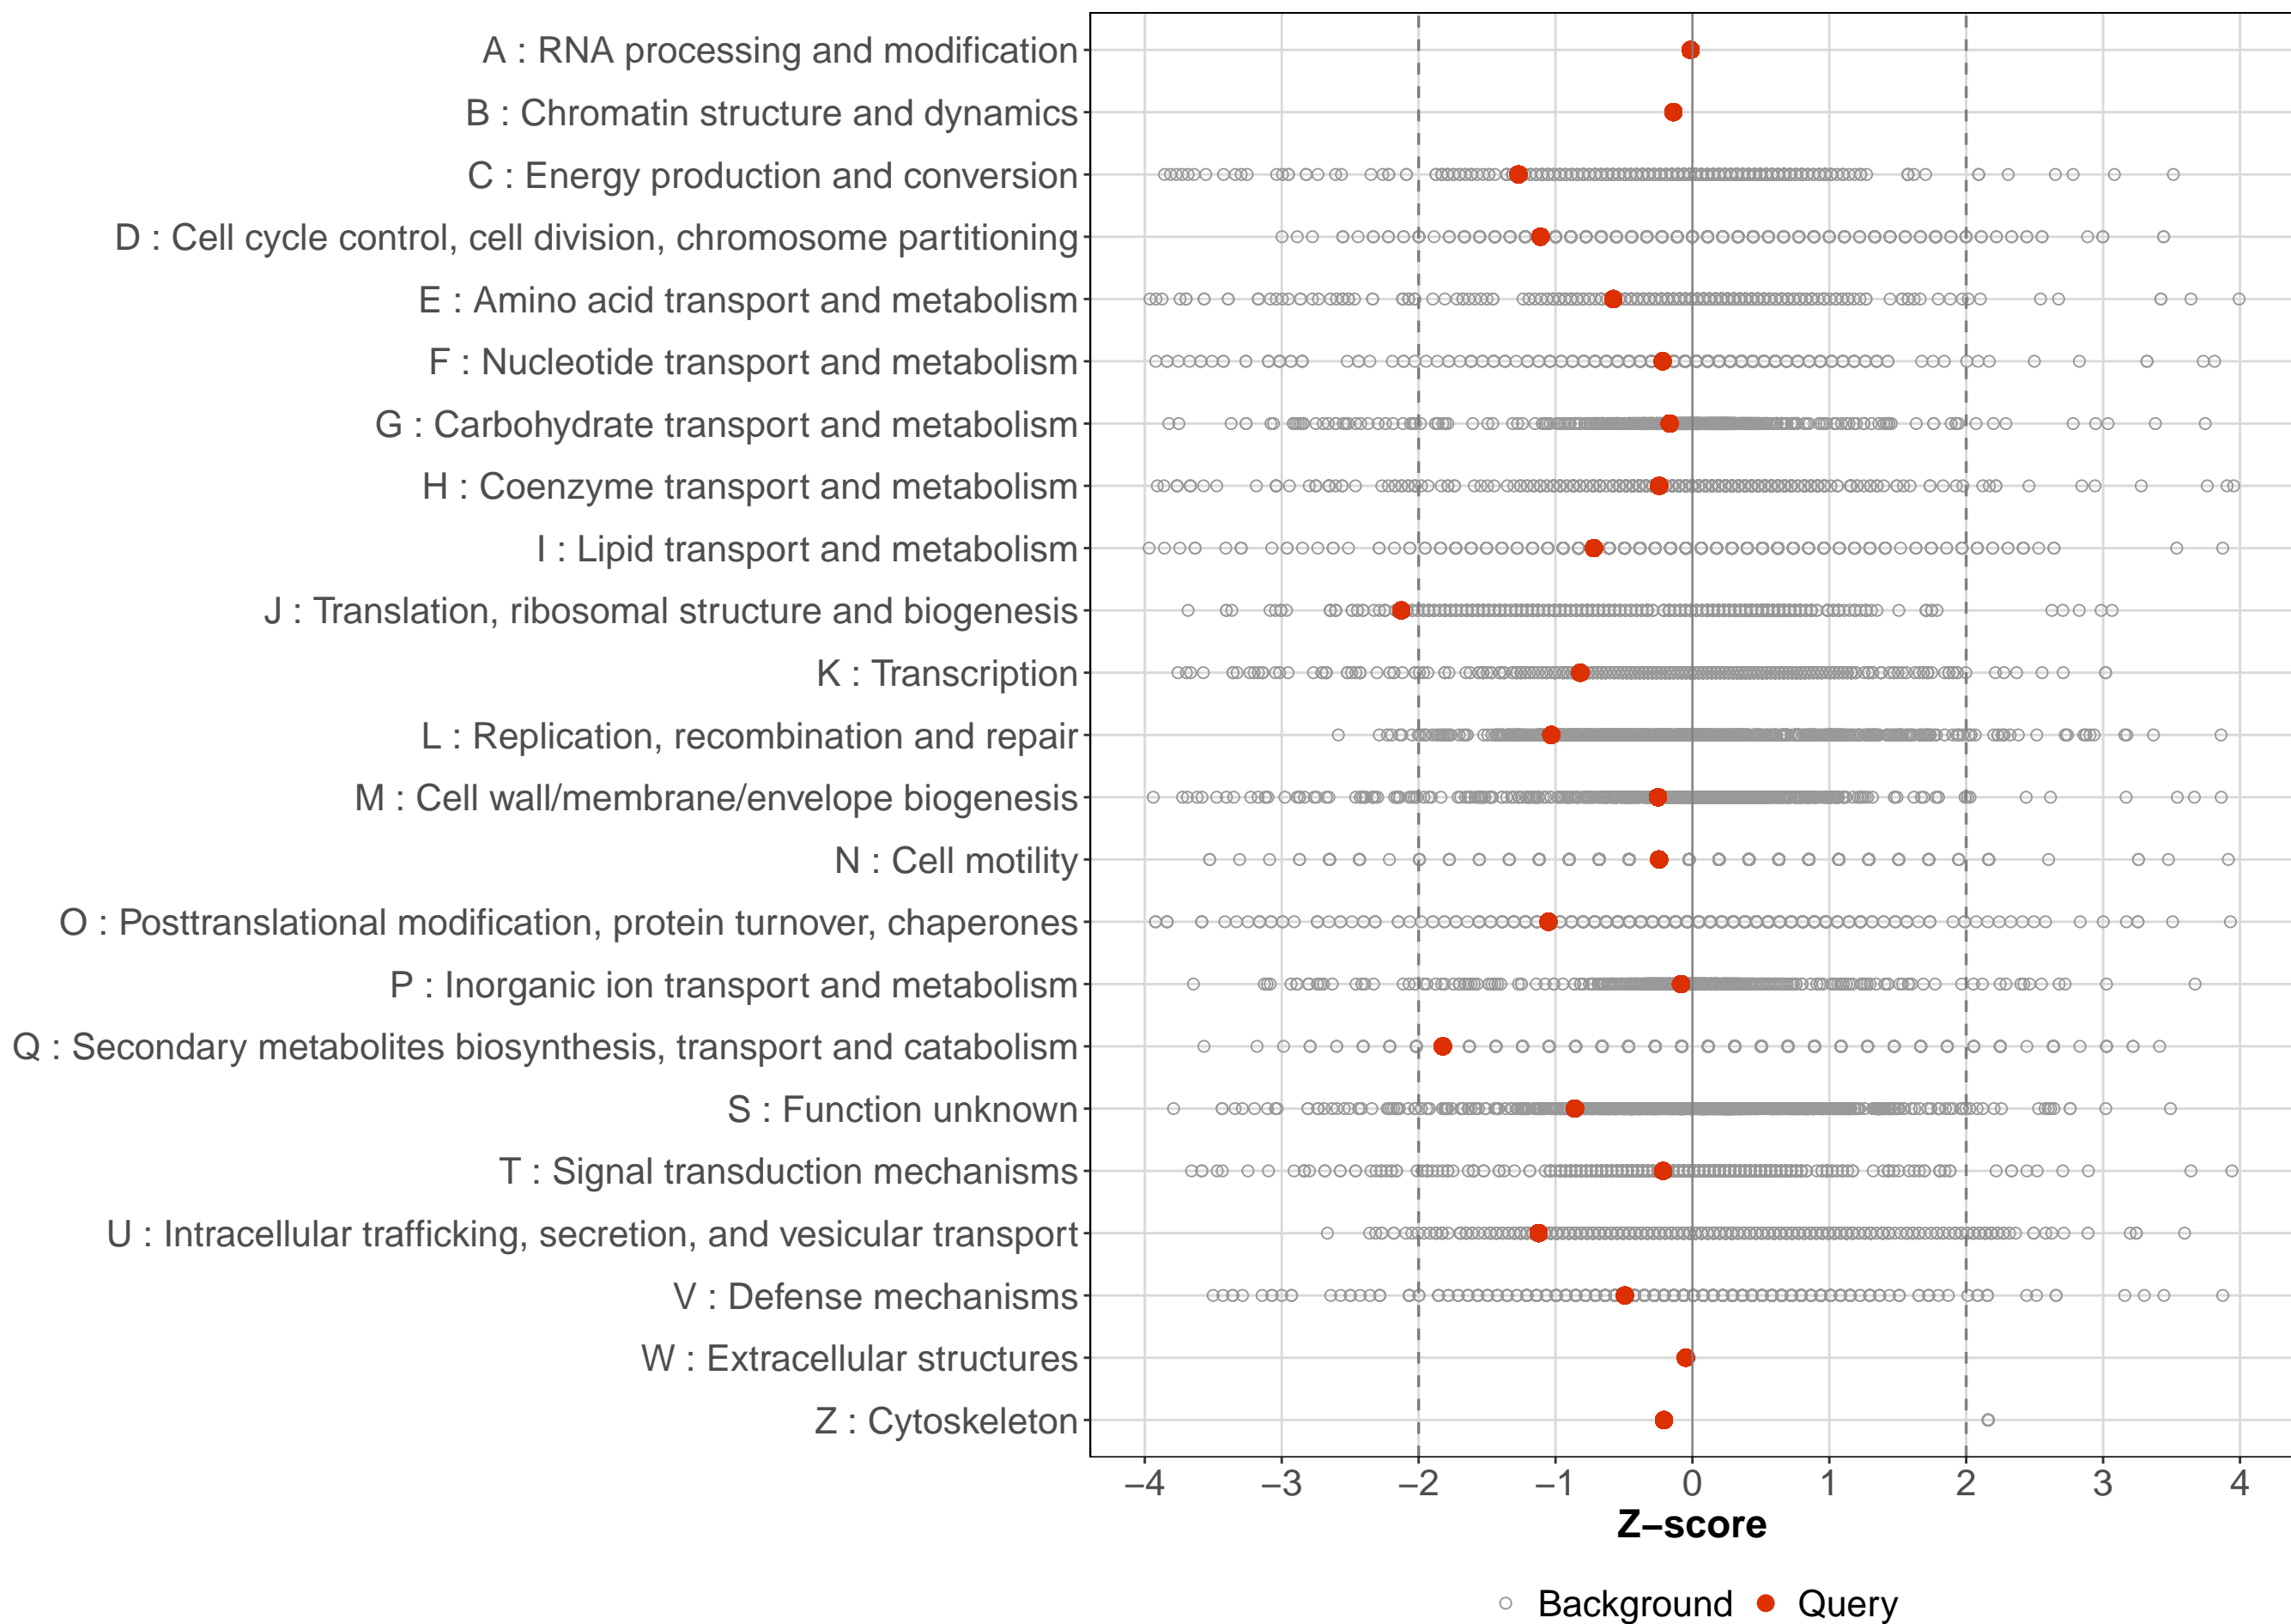 A : RNA processing and modification
B : Chromatin structure and dynamics
C : Energy production and conversion
D : Cell cycle control, cell division, chromosome partitioning
E : Amino acid transport and metabolism
F : Nucleotide transport and metabolism
G : Carbohydrate transport and metabolism
H : Coenzyme transport and metabolism
I : Lipid transport and metabolism
J : Translation, ribosomal structure and biogenesis
K : Transcription
L : Replication, recombination and repair
M : Cell wall/membrane/envelope biogenesis
N : Cell motility
O : Posttranslational modification, protein turnover, chaperones
P : Inorganic ion transport and metabolism
Q : Secondary metabolites biosynthesis, transport and catabolism
S : Function unknown
T : Signal transduction mechanisms
U : Intracellular trafficking, secretion, and vesicular transport
V : Defense mechanisms
W : Extracellular structures
Z : Cytoskeleton
−4 −3 −2 −1 0 1 2 3 4
Z−score
Background Query